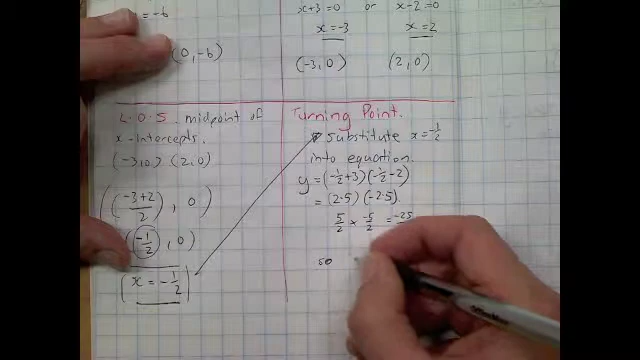 = -6
(0, -6)
x+3=0 or x-2=0
x = -3 x = 2
(-3, 0) (2, 0)
L.O.S. midpoint of
x-intercepts.
(-3,0) (2,0)
((-3+2)/2, 0)
(-1/2, 0)
x = -1/2
Turning Point.
Substitute x = -1/2
into equation.
y = (-1/2+3)(-1/2-2)
= (2.5)(-2.5).
5/2 × -5/2 = -25
so